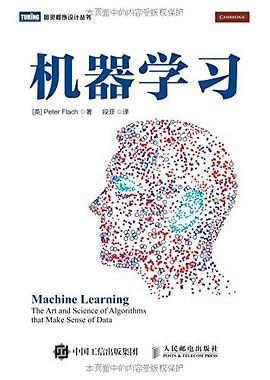 本页面中的内容受版权保护
TURING 图灵程序设计丛书
CAMBRIDGE
机器学习
[英] Peter Flach 著 段菲 译
Machine Learning
The Art and Science of Algorithms
that Make Sense of Data
中国工信出版集团
人民邮电出版社
POSTS & TELECOM PRESS
本页面中的内容受版权保护